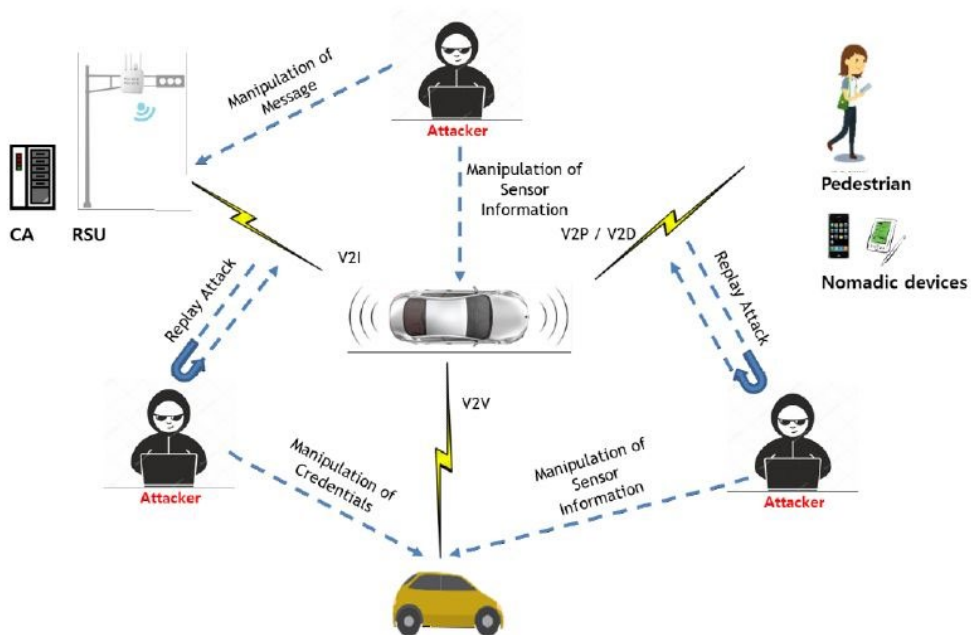 Manipulation of
Message
Attacker
CA
RSU
Manipulation of
Sensor
Information
Pedestrian
Nomadic devices
V2I
V2P / V2D
Replay Attack
Replay Attack
V2V
Attacker
Manipulation of
Credentials
Manipulation of
Sensor
Information
Attacker